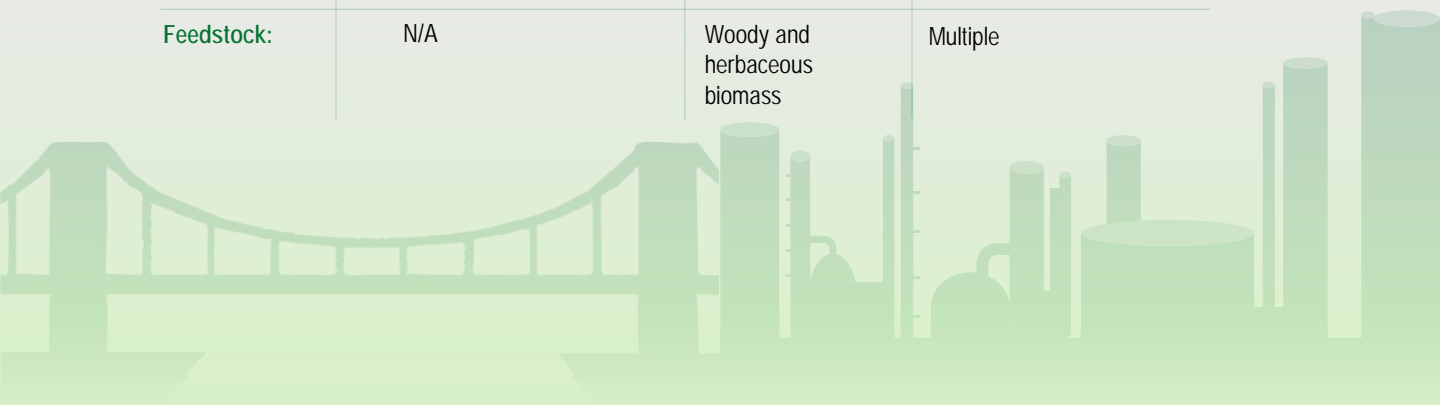 Feedstock:
N/A
Woody and
herbaceous
biomass
Multiple